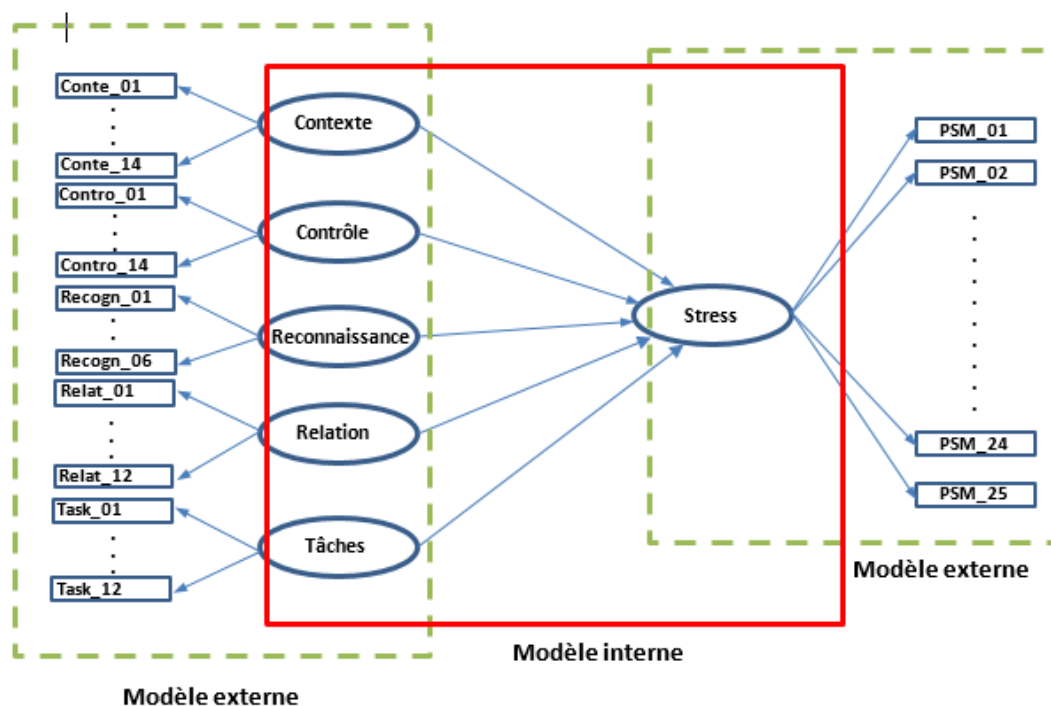 Conte_01
Conte_14
Contro_01
Contro_14
Recogn_01
Recogn_06
Relat_01
Relat_12
Task_01
Task_12
Contexte
Contrôle
Reconnaissance
Relation
Tâches
Stress
PSM_01
PSM_02
PSM_24
PSM_25
Modèle externe
Modèle interne
Modèle externe